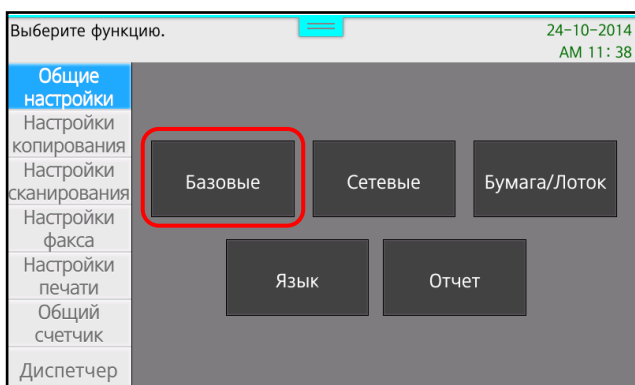 Выберите функцию.
24-10-2014
AM 11: 38
Общие
настройки
Настройки
копирования
Настройки
сканирования
Настройки
факса
Настройки
печати
Общий
счетчик
Диспетчер
Базовые
Сетевые
Бумага/Лоток
Язык
Отчет